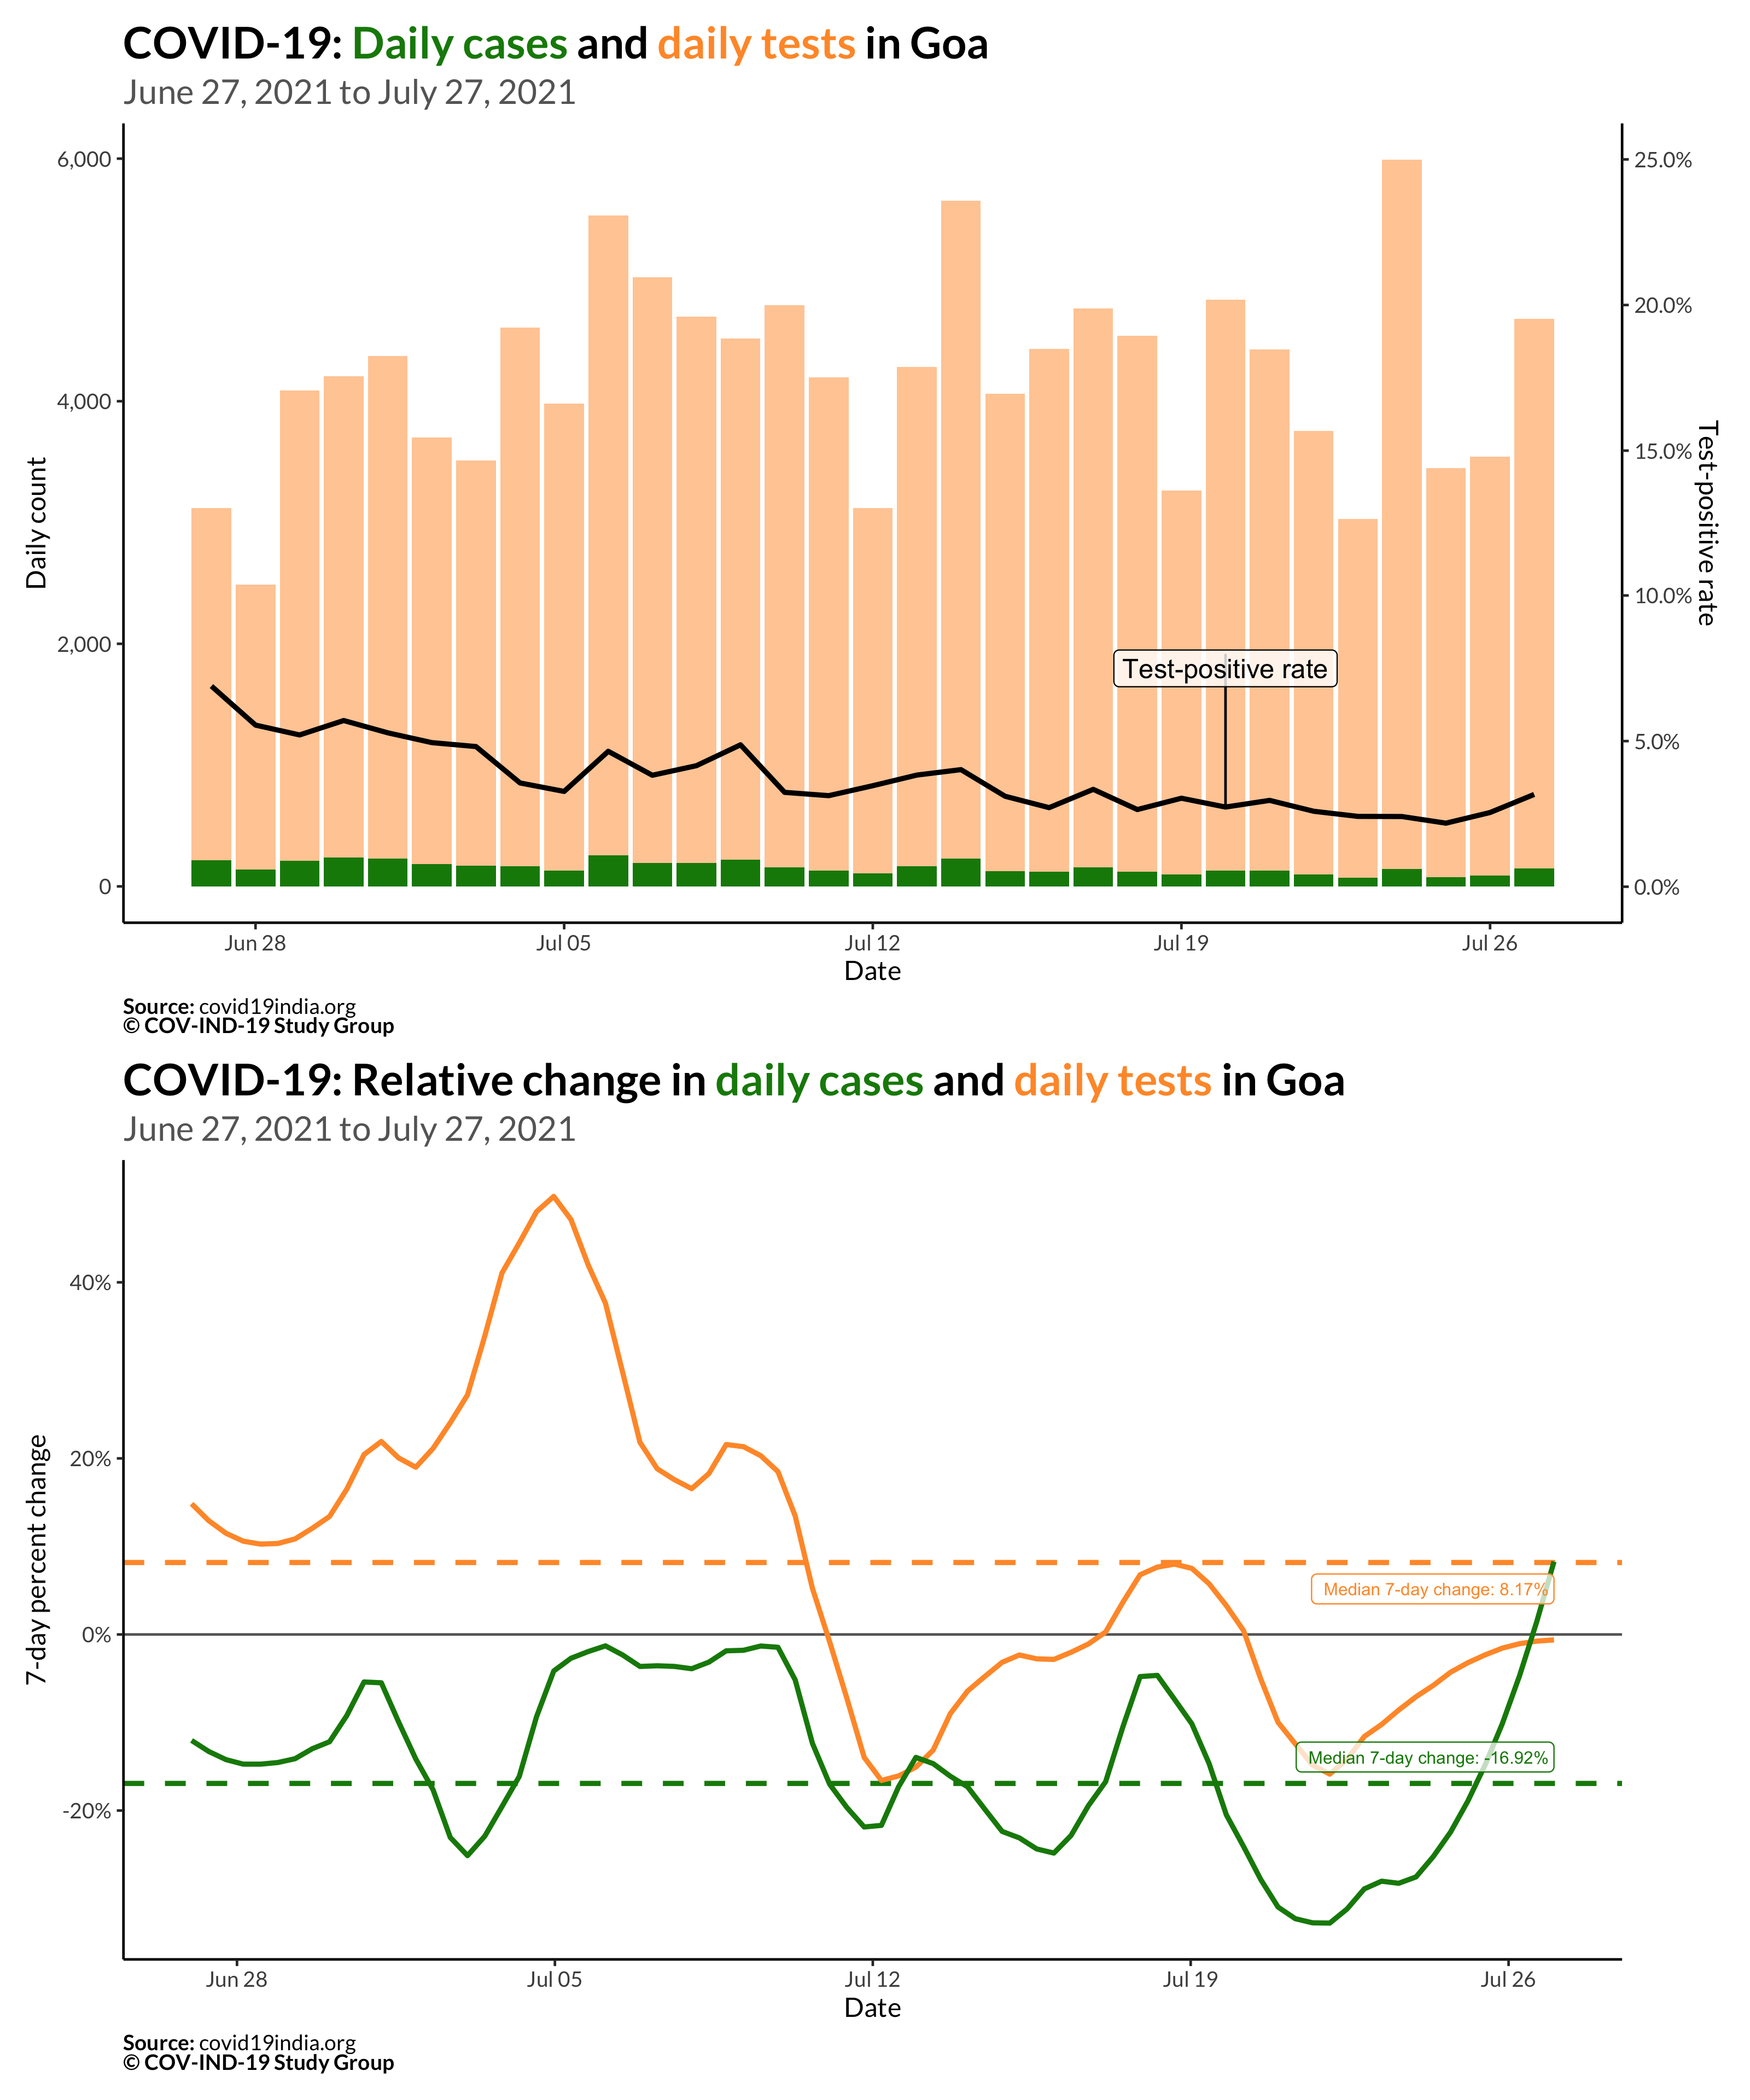 COVID-19: Daily cases and daily tests in Goa
June 27, 2021 to July 27, 2021
6,000
4,000
2,000
0
Daily count
25.0%
20.0%
15.0%
10.0%
5.0%
0.0%
Test-positive rate
Test-positive rate
Jun 28
Jul 05
Jul 12
Jul 19
Jul 26
Date
Source: covid19india.org
© COV-IND-19 Study Group
COVID-19: Relative change in daily cases and daily tests in Goa
June 27, 2021 to July 27, 2021
40%
20%
0%
-20%
7-day percent change
Median 7-day change: 8.17%
Median 7-day change: -16.92%
Jun 28
Jul 05
Jul 12
Jul 19
Jul 26
Date
Source: covid19india.org
© COV-IND-19 Study Group